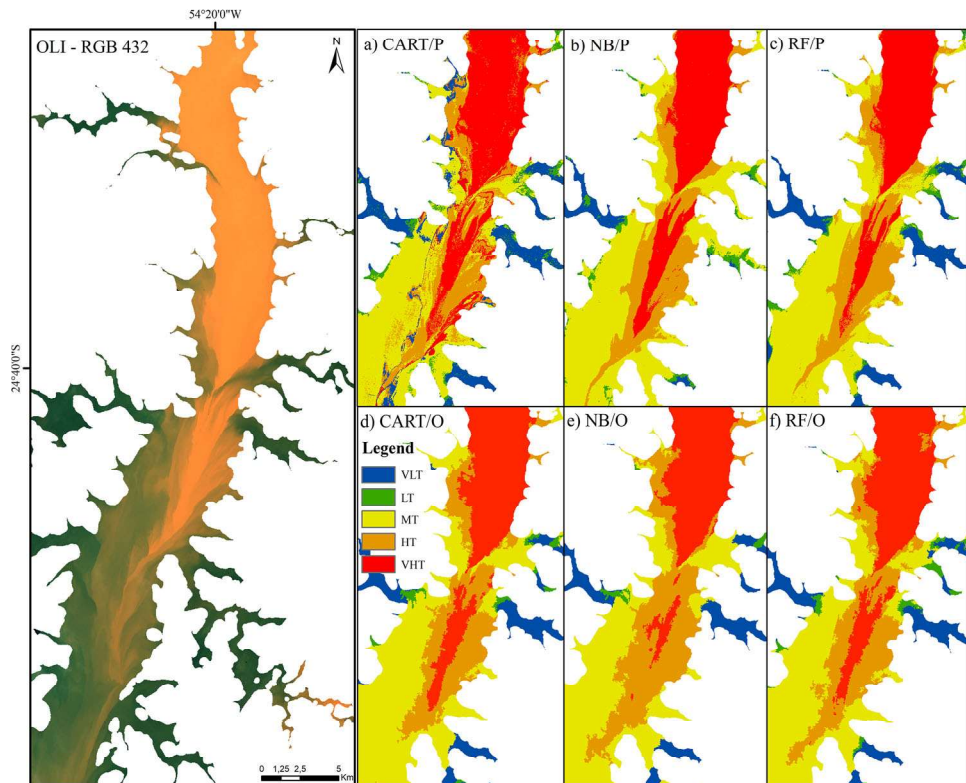 54°20'0"W
OLI - RGB 432
N
24°40'0"S
0 1,25 2,5 5
Km
a) CART/P
b) NB/P
c) RF/P
d) CART/O
e) NB/O
f) RF/O
Legend
VLT
LT
MT
HT
VHT